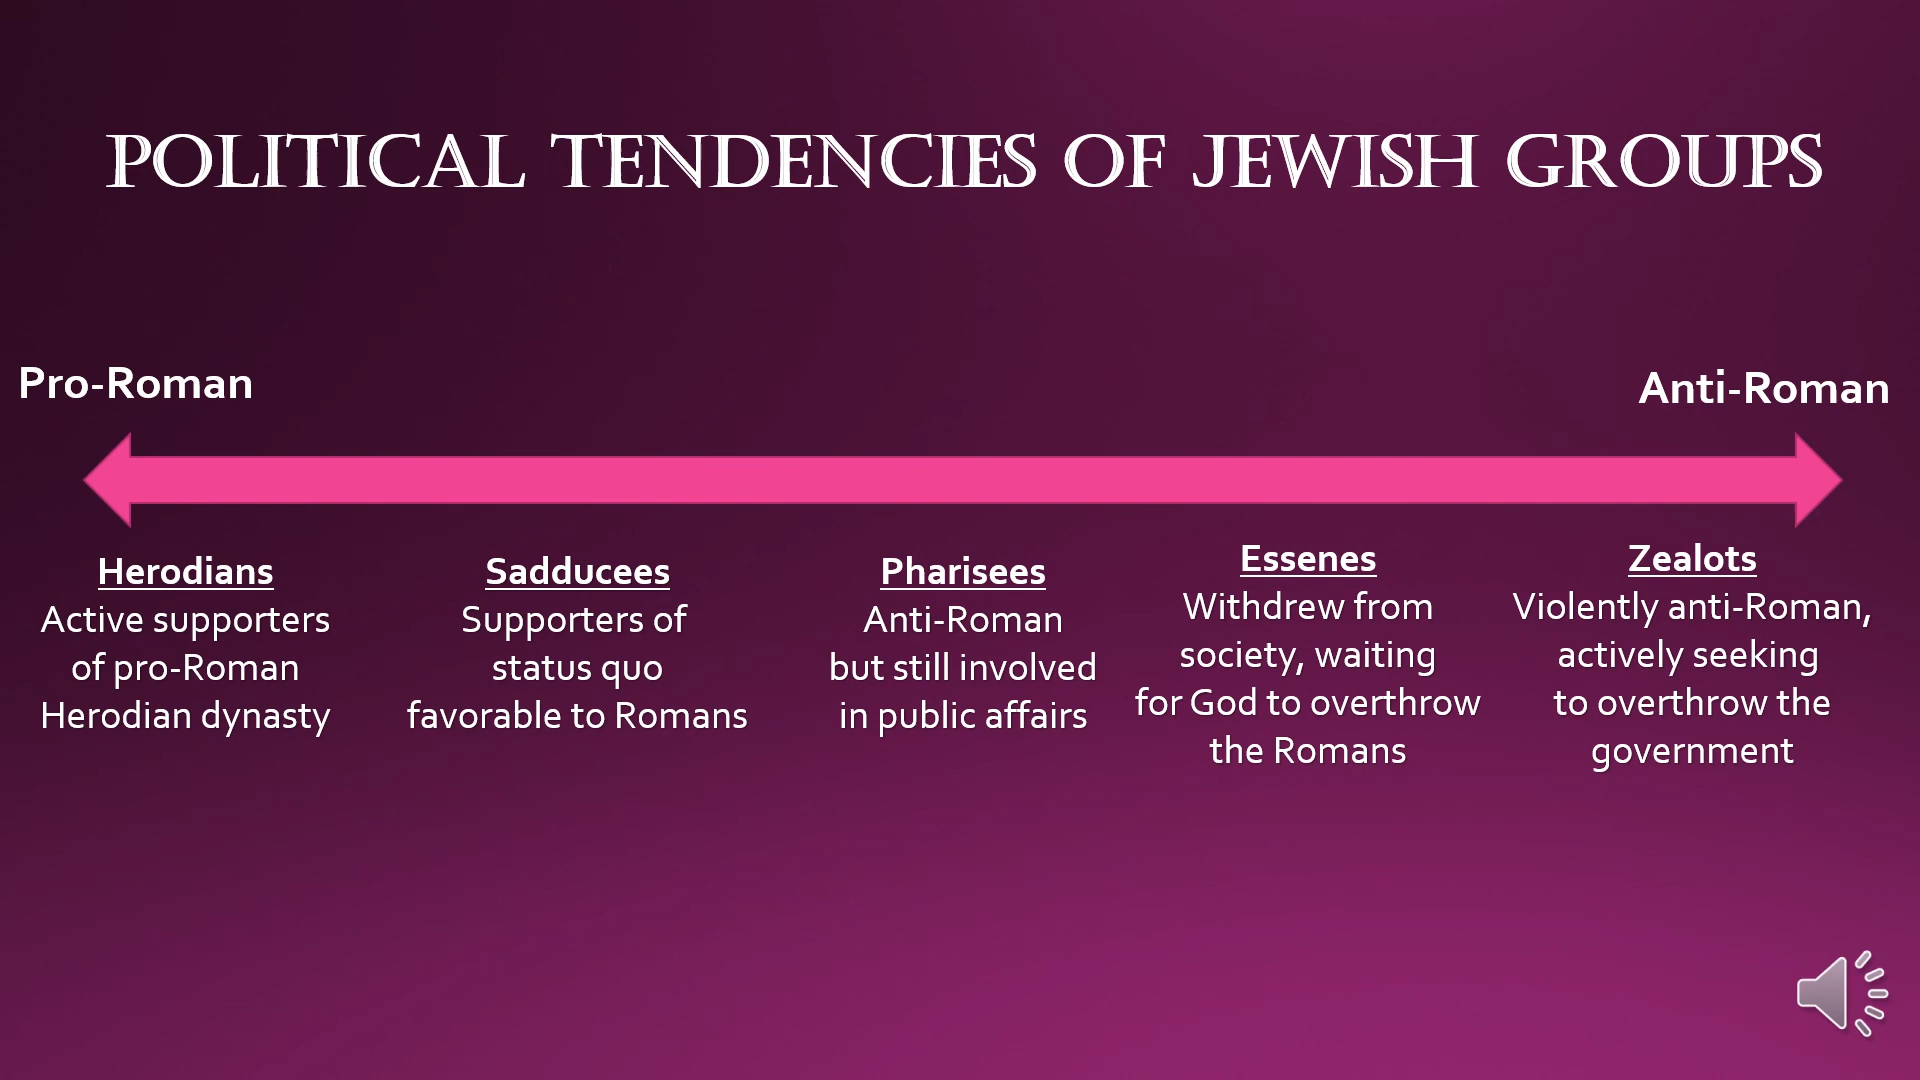 POLITICAL TENDENCIES OF JEWISH GROUPS
Pro-Roman
Anti-Roman
Herodians
Active supporters
of pro-Roman
Herodian dynasty
Sadducees
Supporters of
status quo
favorable to Romans
Pharisees
Anti-Roman
but still involved
in public affairs
Essenes
Withdrew from
society, waiting
for God to overthrow
the Romans
Zealots
Violently anti-Roman,
actively seeking
to overthrow the
government